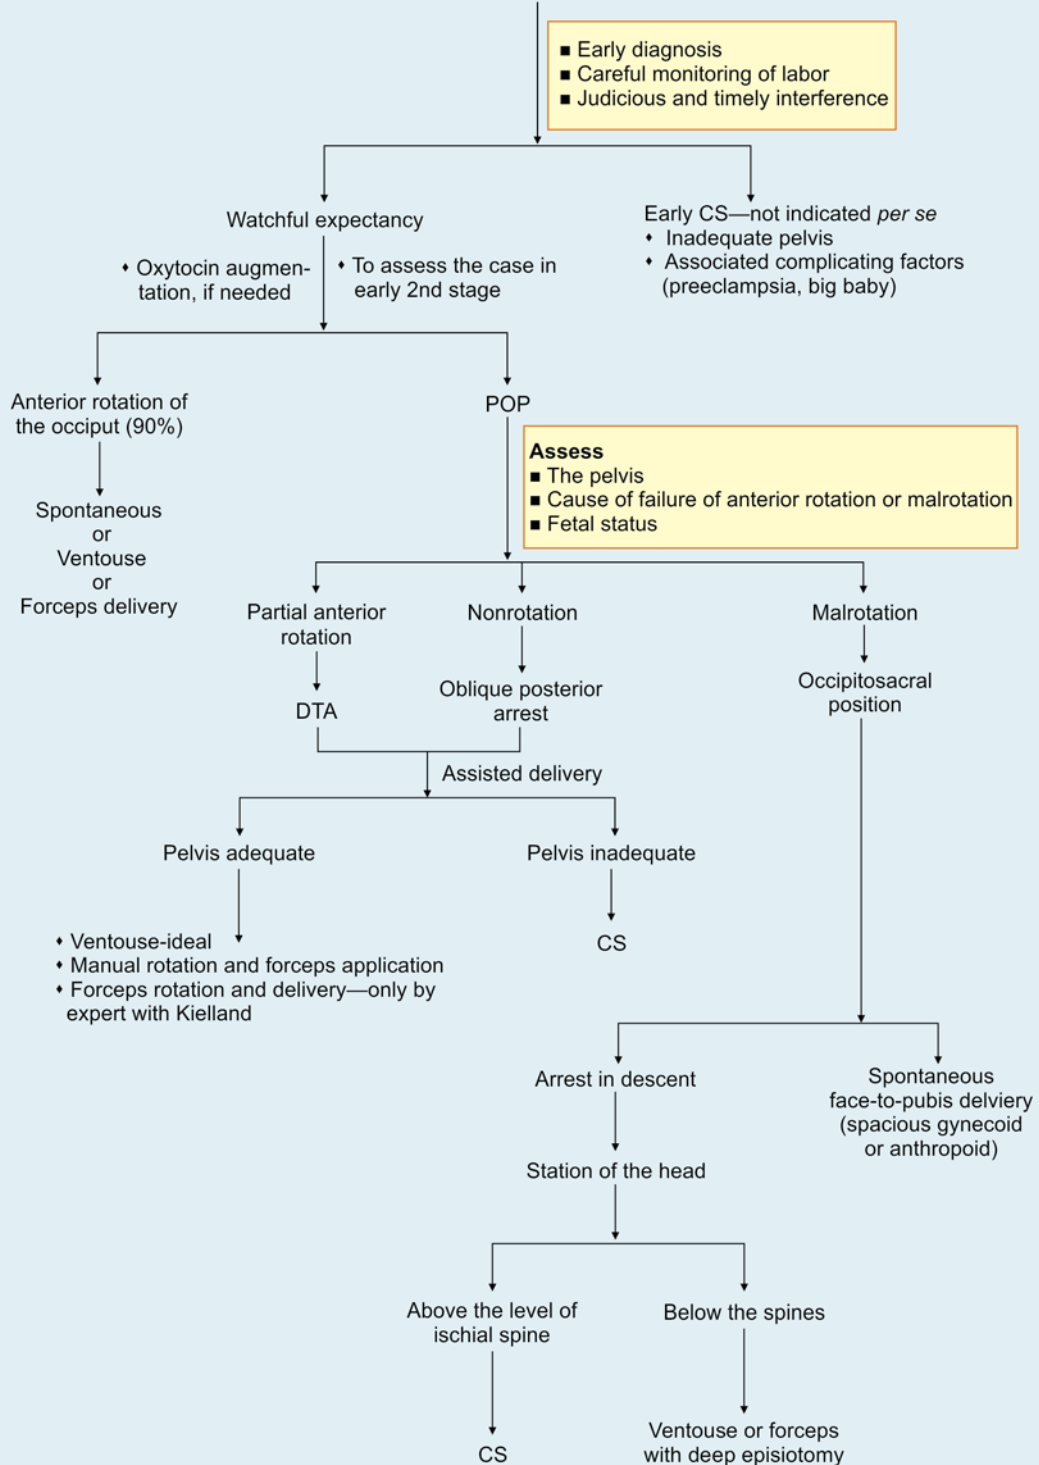 ■ Early diagnosis
■ Careful monitoring of labor
■ Judicious and timely interference
Watchful expectancy
Early CS—not indicated per se
♦ Inadequate pelvis
♦ Associated complicating factors
(preeclampsia, big baby)
♦ Oxytocin augmen-
tation, if needed
♦ To assess the case in
early 2nd stage
Anterior rotation of
the occiput (90%)
POP
Assess
■ The pelvis
■ Cause of failure of anterior rotation or malrotation
■ Fetal status
Spontaneous
or
Ventouse
or
Forceps delivery
Partial anterior
rotation
Nonrotation
Malrotation
DTA
Oblique posterior
arrest
Occipitosacral
position
Assisted delivery
Pelvis adequate
Pelvis inadequate
♦ Ventouse-ideal
♦ Manual rotation and forceps application
♦ Forceps rotation and delivery—only by
expert with Kielland
CS
Arrest in descent
Spontaneous
face-to-pubis delviery
(spacious gynecoid
or anthropoid)
Station of the head
Above the level of
ischial spine
Below the spines
CS
Ventouse or forceps
with deep episiotomy